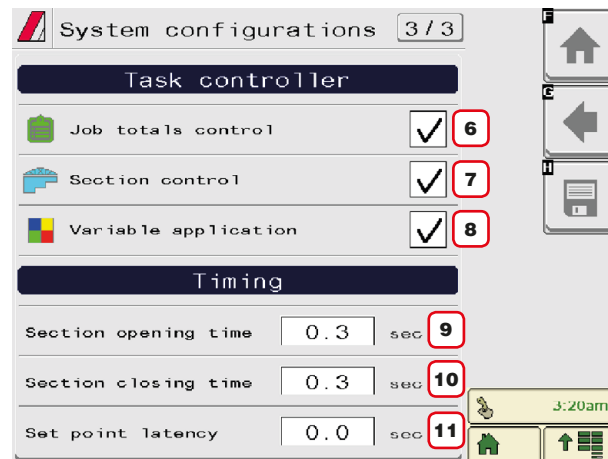 System configurations 3/3
Task controller
Job totals control 6
Section control 7
Variable application 8
Timing
Section opening time 0.3 sec 9
Section closing time 0.3 sec 10
Set point latency 0.0 sec 11
F
G
H
3:20am